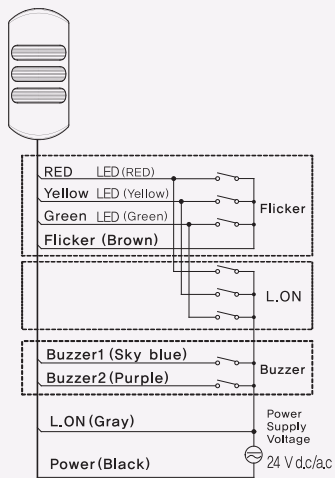 RED LED (RED)
Yellow LED (Yellow)
Green LED (Green)
Flicker
Flicker (Brown)
L.ON
Buzzer1 (Sky blue)
Buzzer
Buzzer2 (Purple)
L.ON (Gray)
Power
Supply
Voltage
Power (Black)
24 V d.c/a.c